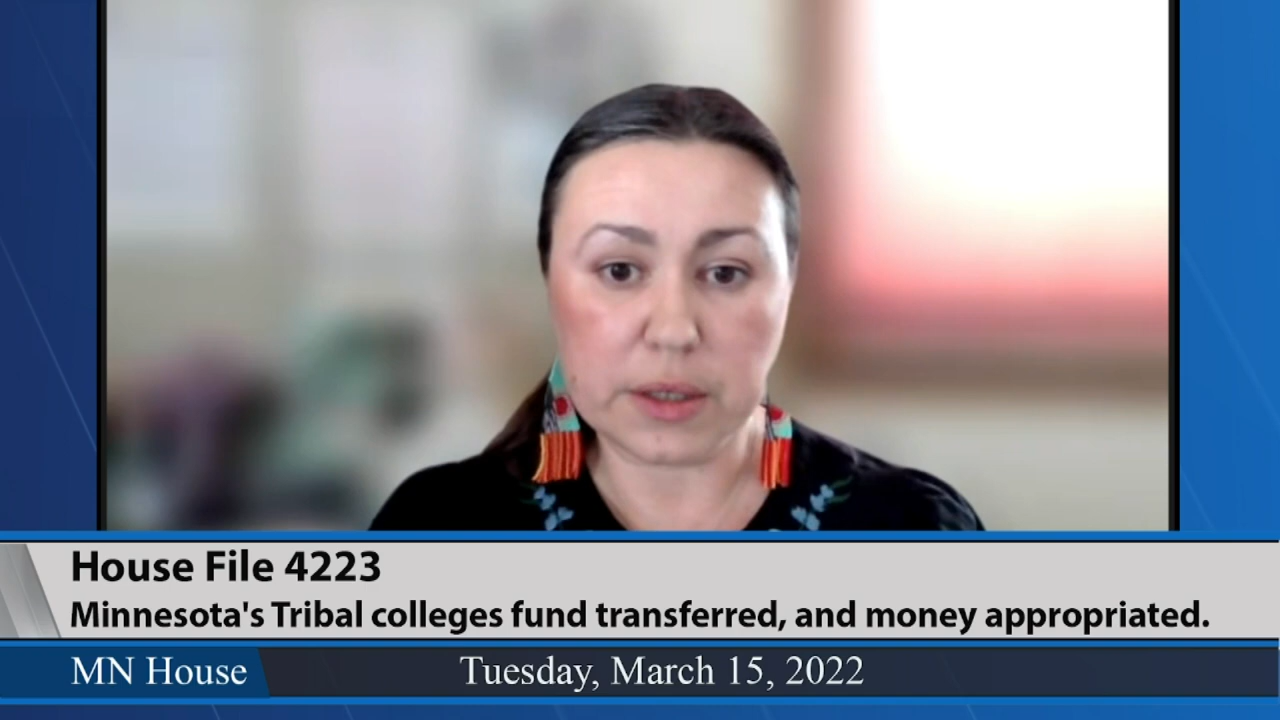 House File 4223
Minnesota's Tribal colleges fund transferred, and money appropriated.
MN House
Tuesday, March 15, 2022